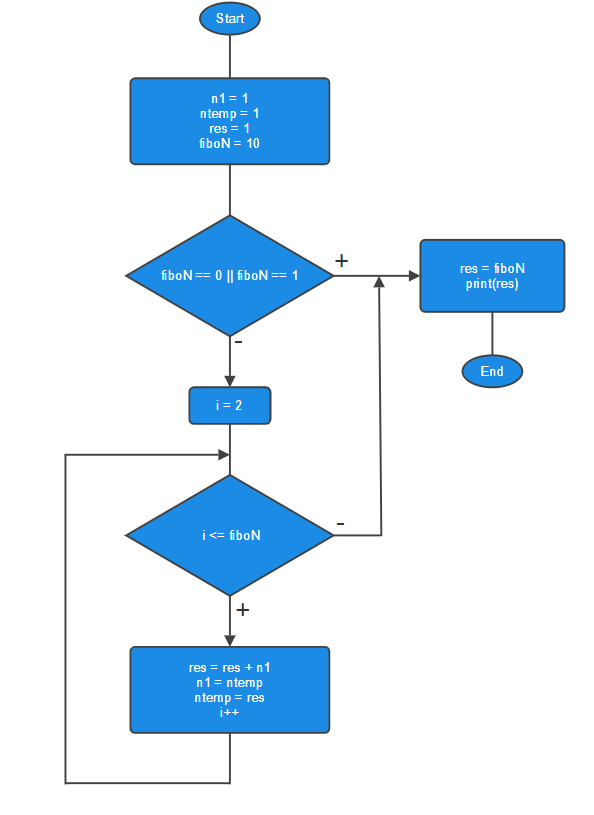 Start
n1 = 1
ntemp = 1
res = 1
fiboN = 10
fiboN == 0 || fiboN == 1
+
-
res = fiboN
print(res)
End
i = 2
i <= fiboN
-
+
res = res + n1
n1 = ntemp
ntemp = res
i++